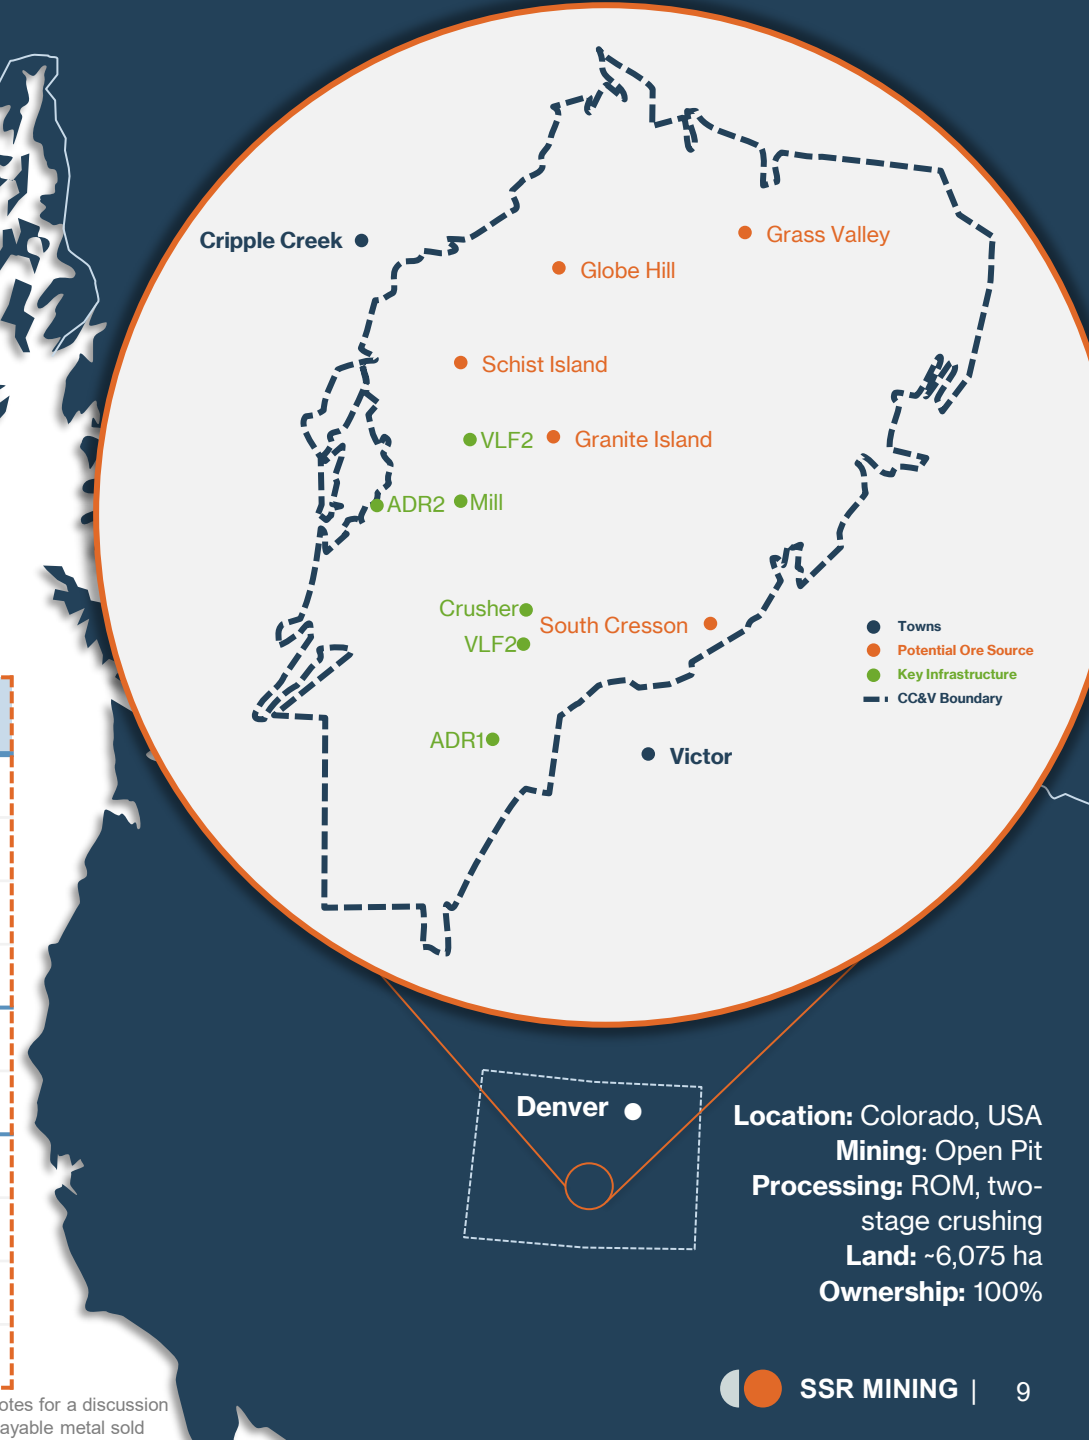 Cripple Creek
Grass Valley
Globe Hill
Schist Island
VLF2
Granite Island
ADR2
Mill
Crusher
South Cresson
VLF2
ADR1
Victor
Towns
Potential Ore Source
Key Infrastructure
CC&V Boundary
Denver
Location: Colorado, USA
Mining: Open Pit
Processing: ROM, two-
stage crushing
Land: ~6,075 ha
Ownership: 100%
otes for a discussion
ayable metal sold
SSR MINING | 9